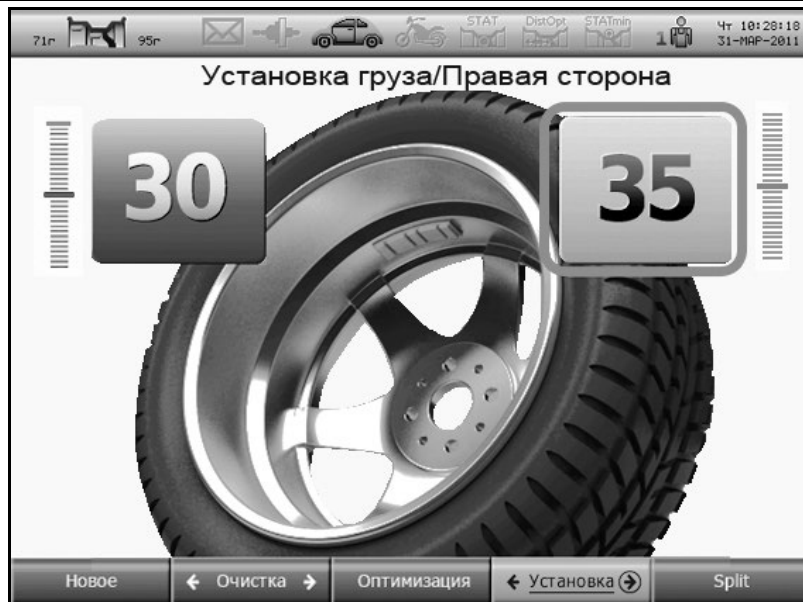 71г 95г STAT DistOpt STATmin 1 Чт 10:28:18
31-МАР-2011
Установка груза/Правая сторона
30 35
Новое Очистка Оптимизация Установка Split